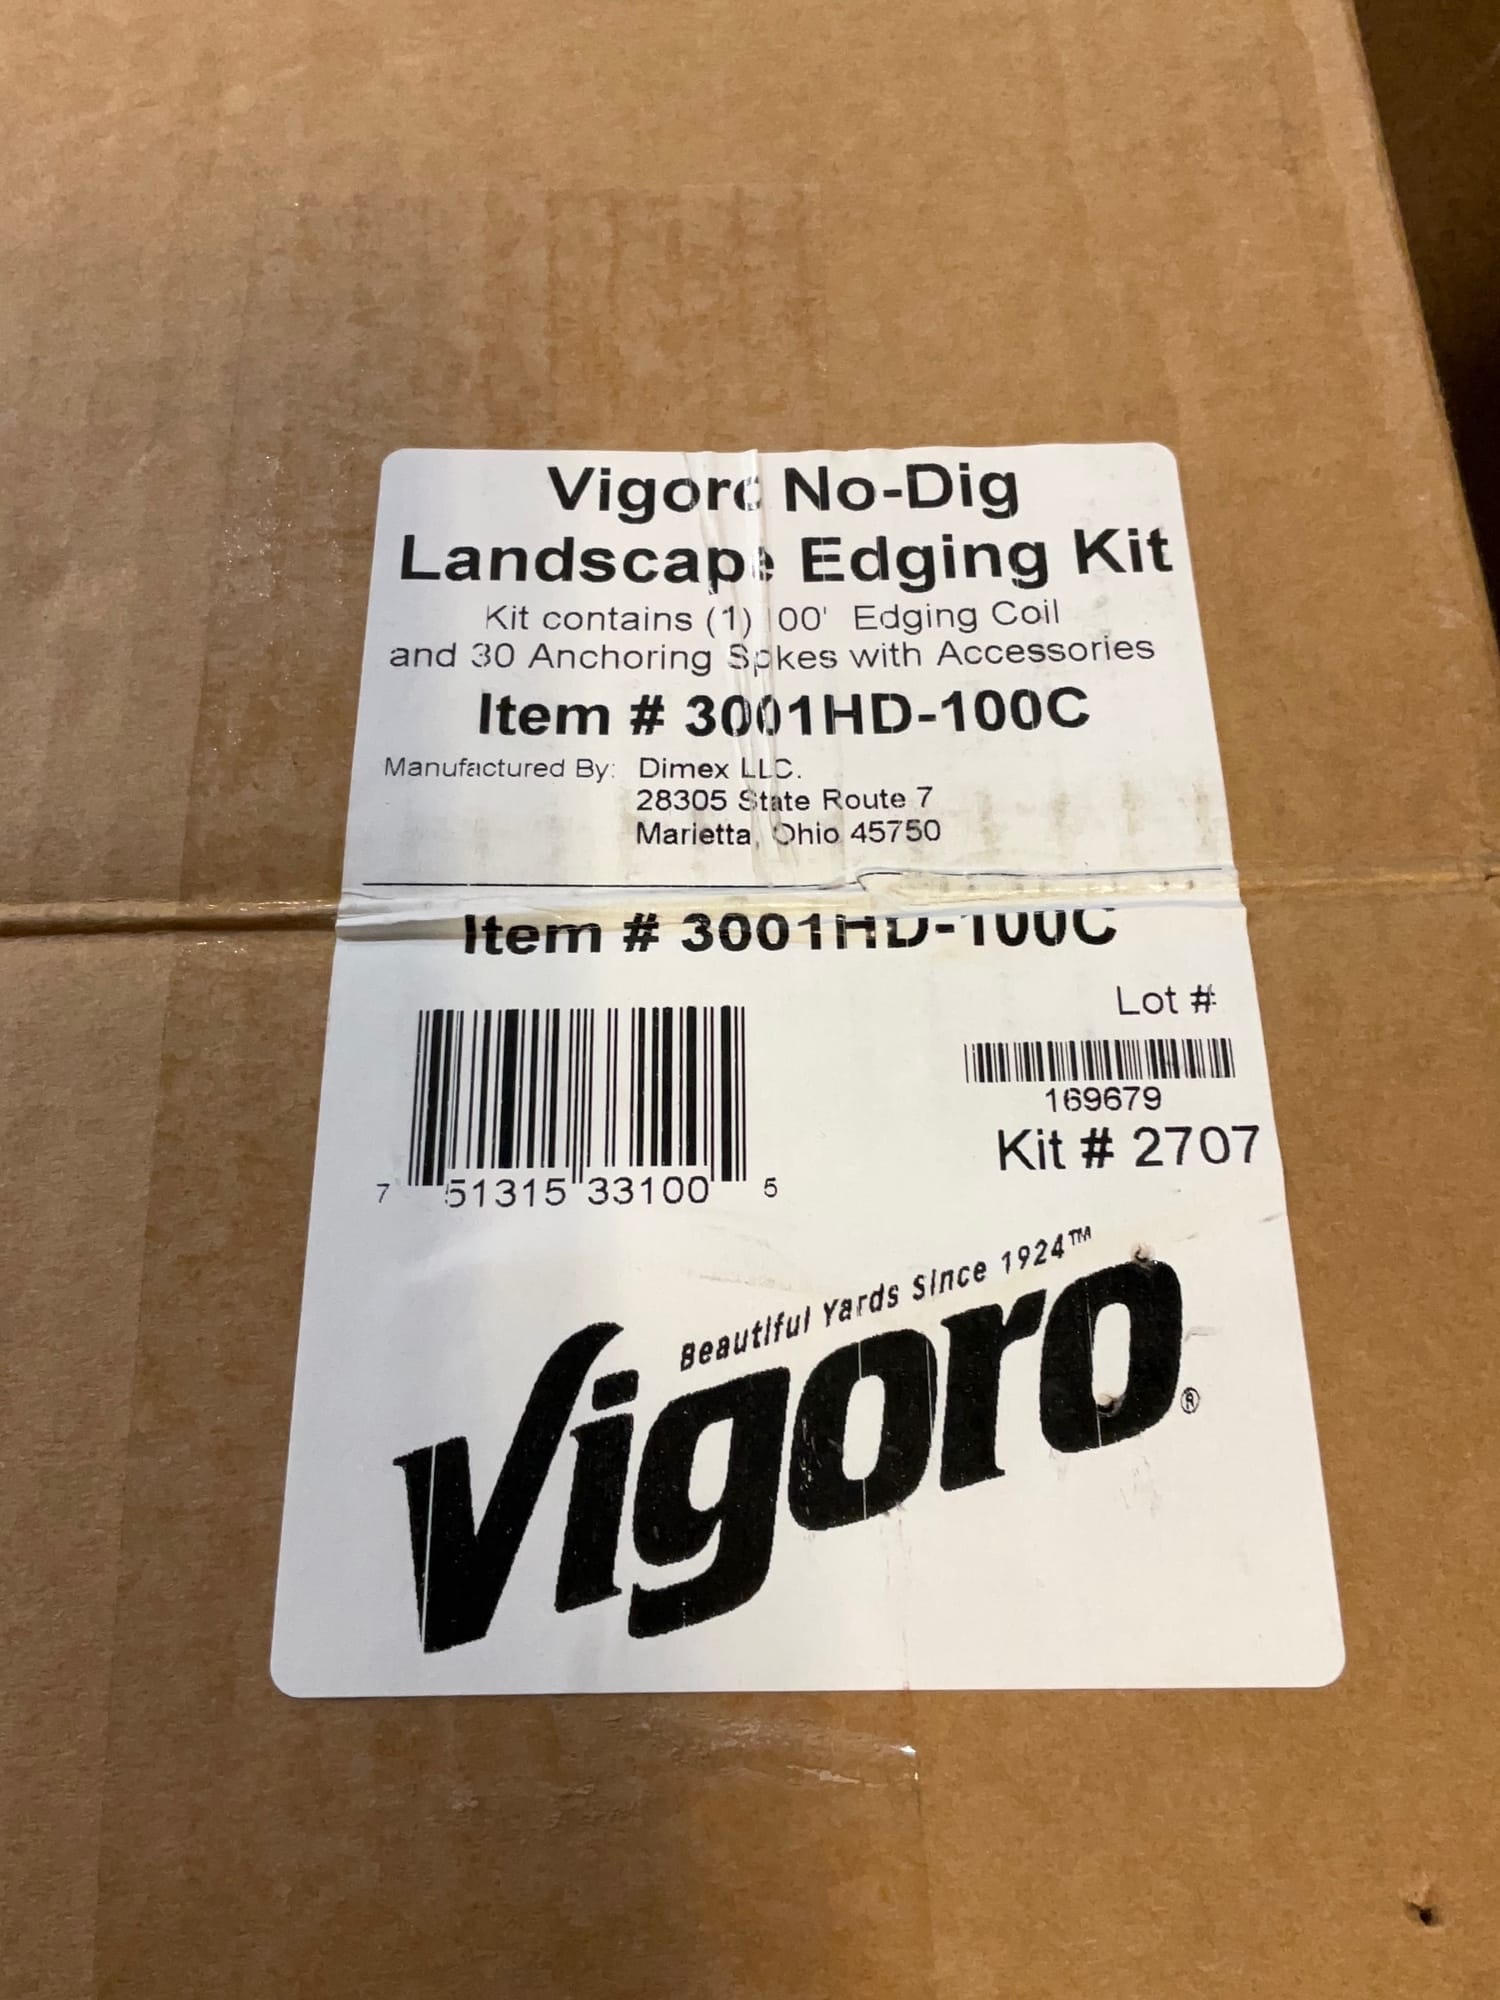 Vigoro No-Dig
Landscape Edging Kit
Kit contains (1) 100' Edging Coil
and 30 Anchoring Spikes with Accessories
Item # 3001HD-100C
Manufactured By: Dimex LLC.
28305 State Route 7
Marietta, Ohio 45750
Item # 3001HD-100C
Lot #
169679
Kit # 2707
7 51315 33100 5
Beautiful Yards Since 1924™
Vigoro®